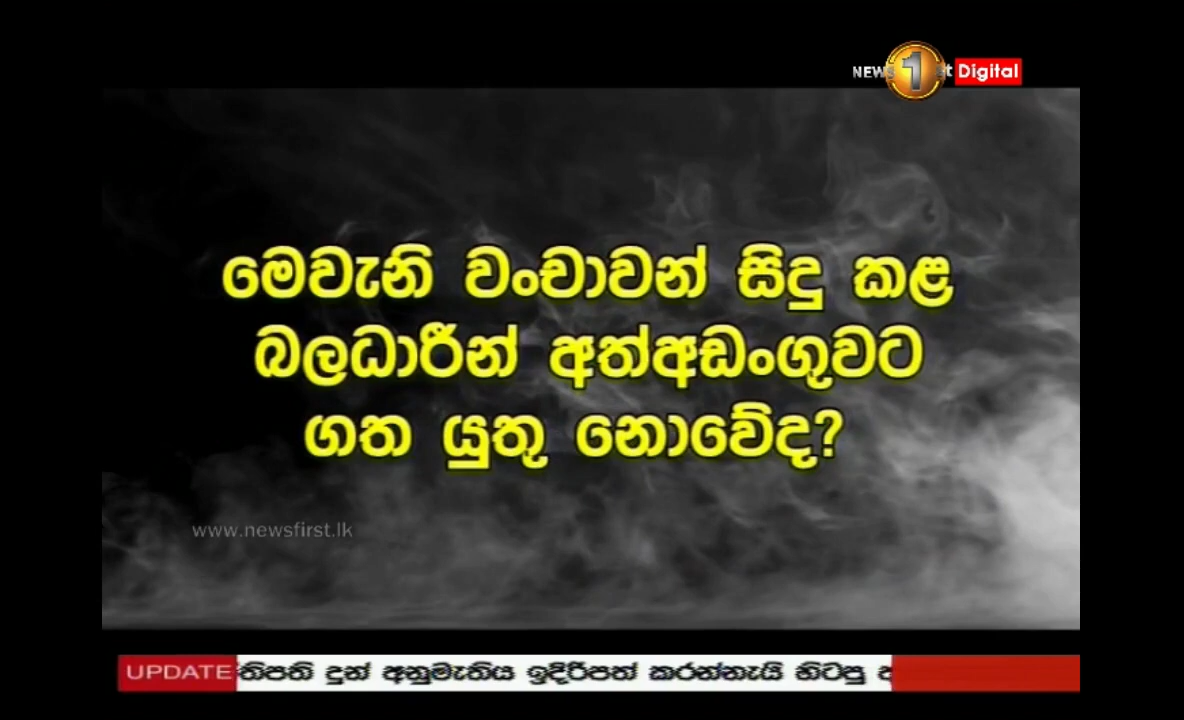 NEWS 1st Digital
මෙවැනි වංචාවන් සිදු කළ
බලධාරීන් අත්අඩංගුවට
ගත යුතු නොවේද?
www.newsfirst.lk
UPDATE දුන් අනුමැතිය ඉදිරිපත් කරන්නැයි හිටපු